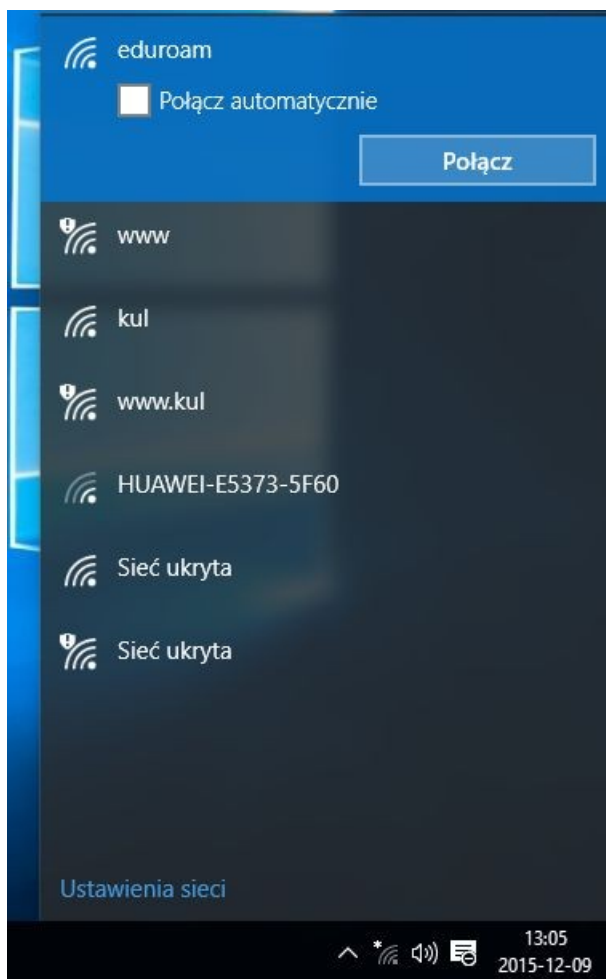 eduroam
Połącz automatycznie
Połącz
www
kul
www.kul
HUAWEI-E5373-5F60
Sieć ukryta
Sieć ukryta
Ustawienia sieci
13:05
2015-12-09